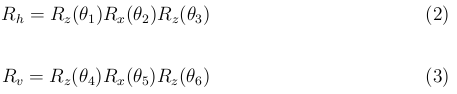 R_h = R_z(θ_1)R_x(θ_2)R_z(θ_3) (2)
R_v = R_z(θ_4)R_x(θ_5)R_z(θ_6) (3)